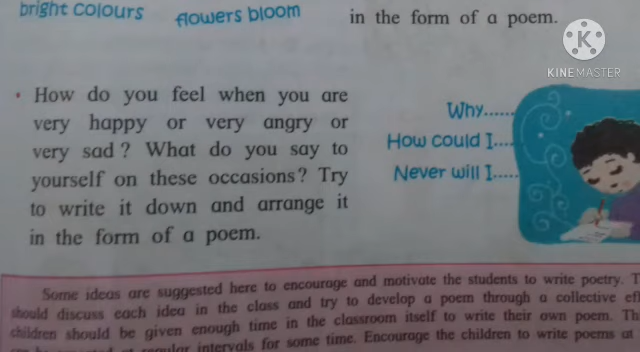 bright colours
flowers bloom
in the form of a poem.
KINEMASTER
• How do you feel when you are
very happy or very angry or
very sad? What do you say to
yourself on these occasions? Try
to write it down and arrange it
in the form of a poem.
Why......
How could I....
Never will I.....
Some ideas are suggested here to encourage and motivate the students to write poetry. T
should discuss each idea in the class and try to develop a poem through a collective eff
children should be given enough time in the classroom itself to write their own poem. Th
regular intervals for some time. Encourage the children to write poems at